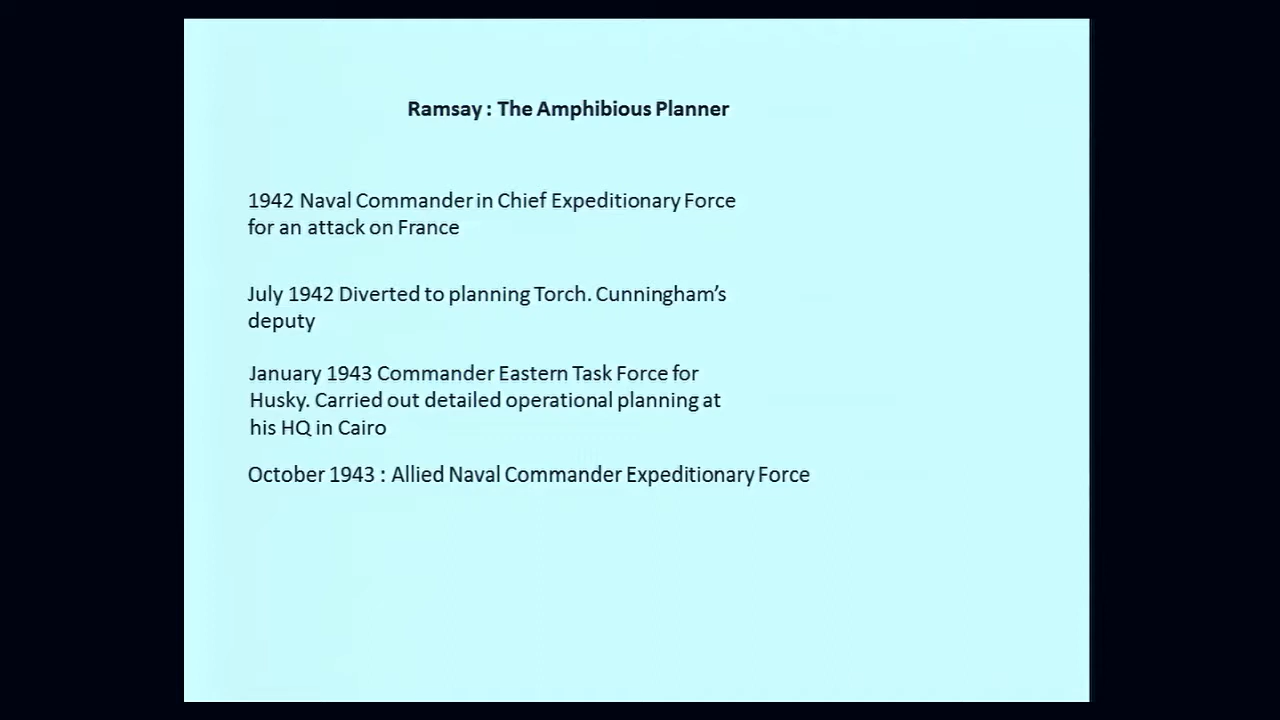 Ramsay : The Amphibious Planner
1942 Naval Commander in Chief Expeditionary Force
for an attack on France
July 1942 Diverted to planning Torch. Cunningham’s
deputy
January 1943 Commander Eastern Task Force for
Husky. Carried out detailed operational planning at
his HQ in Cairo
October 1943 : Allied Naval Commander Expeditionary Force